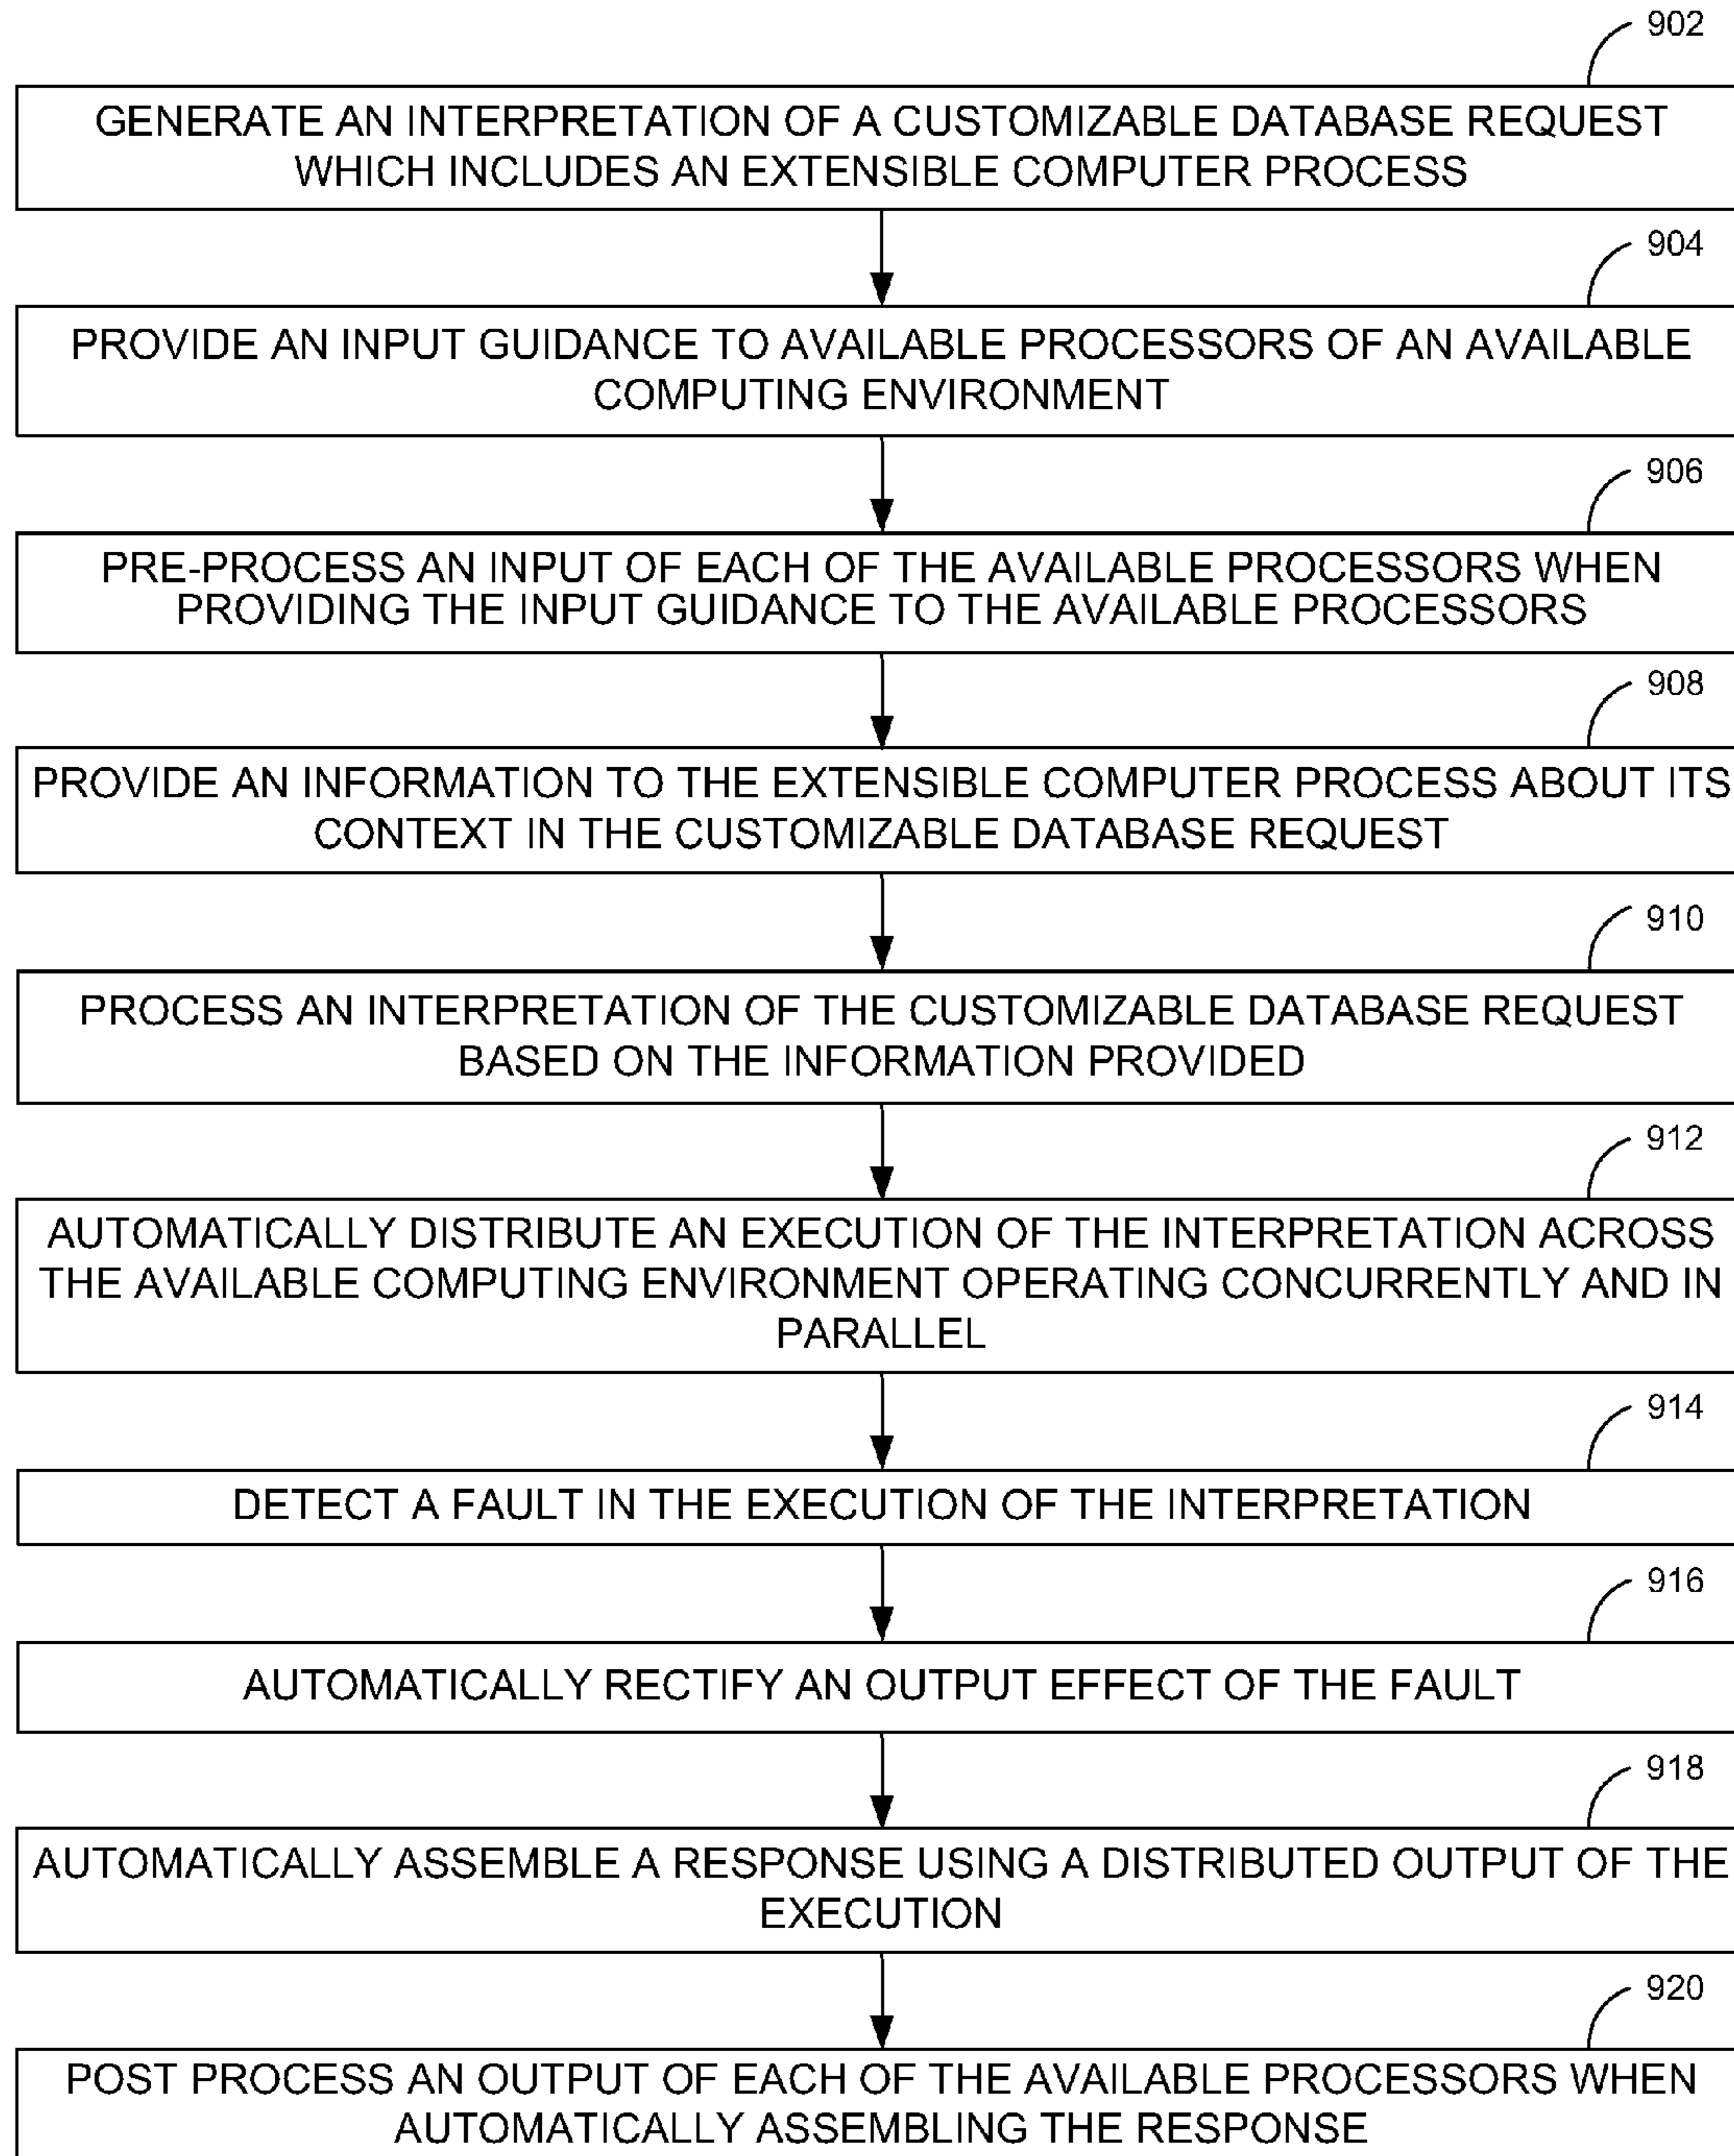 902
GENERATE AN INTERPRETATION OF A CUSTOMIZABLE DATABASE REQUEST
WHICH INCLUDES AN EXTENSIBLE COMPUTER PROCESS
904
PROVIDE AN INPUT GUIDANCE TO AVAILABLE PROCESSORS OF AN AVAILABLE
COMPUTING ENVIRONMENT
906
PRE-PROCESS AN INPUT OF EACH OF THE AVAILABLE PROCESSORS WHEN
PROVIDING THE INPUT GUIDANCE TO THE AVAILABLE PROCESSORS
908
PROVIDE AN INFORMATION TO THE EXTENSIBLE COMPUTER PROCESS ABOUT ITS
CONTEXT IN THE CUSTOMIZABLE DATABASE REQUEST
910
PROCESS AN INTERPRETATION OF THE CUSTOMIZABLE DATABASE REQUEST
BASED ON THE INFORMATION PROVIDED
912
AUTOMATICALLY DISTRIBUTE AN EXECUTION OF THE INTERPRETATION ACROSS
THE AVAILABLE COMPUTING ENVIRONMENT OPERATING CONCURRENTLY AND IN
PARALLEL
914
DETECT A FAULT IN THE EXECUTION OF THE INTERPRETATION
916
AUTOMATICALLY RECTIFY AN OUTPUT EFFECT OF THE FAULT
918
AUTOMATICALLY ASSEMBLE A RESPONSE USING A DISTRIBUTED OUTPUT OF THE
EXECUTION
920
POST PROCESS AN OUTPUT OF EACH OF THE AVAILABLE PROCESSORS WHEN
AUTOMATICALLY ASSEMBLING THE RESPONSE